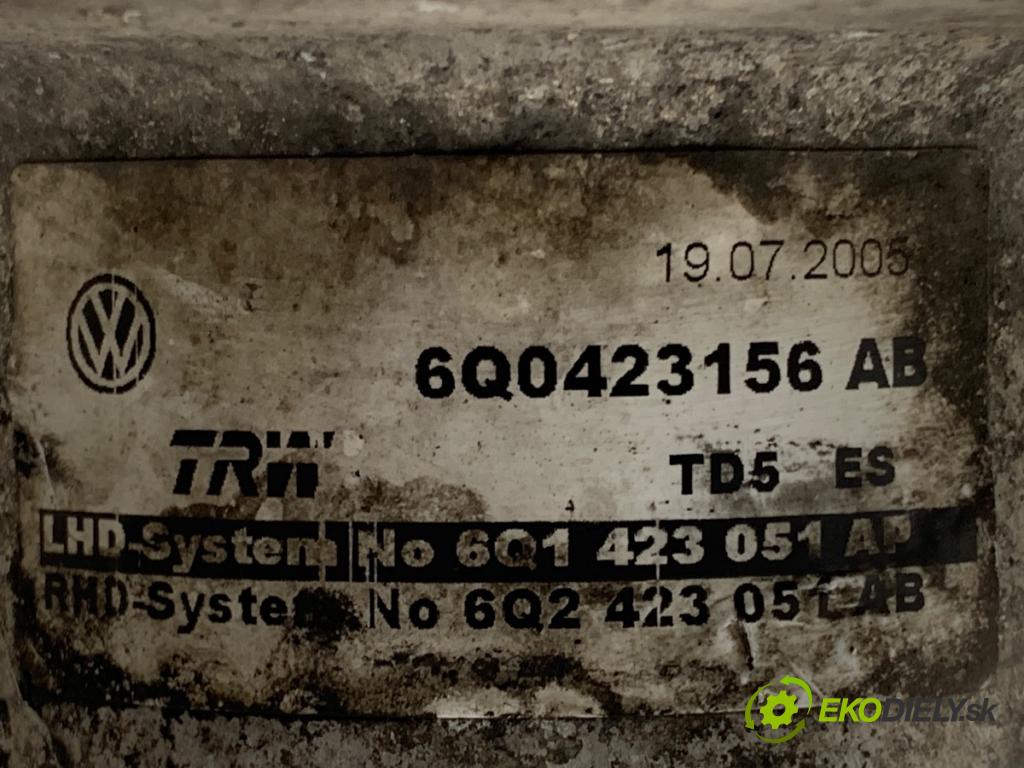 19.07.2005
6Q0423156 AB
TRW TD5 ES
LHD-System No 6Q1 423 051 AP
RHD-System No 6Q2 423 051 AB
EKODIELY.sk